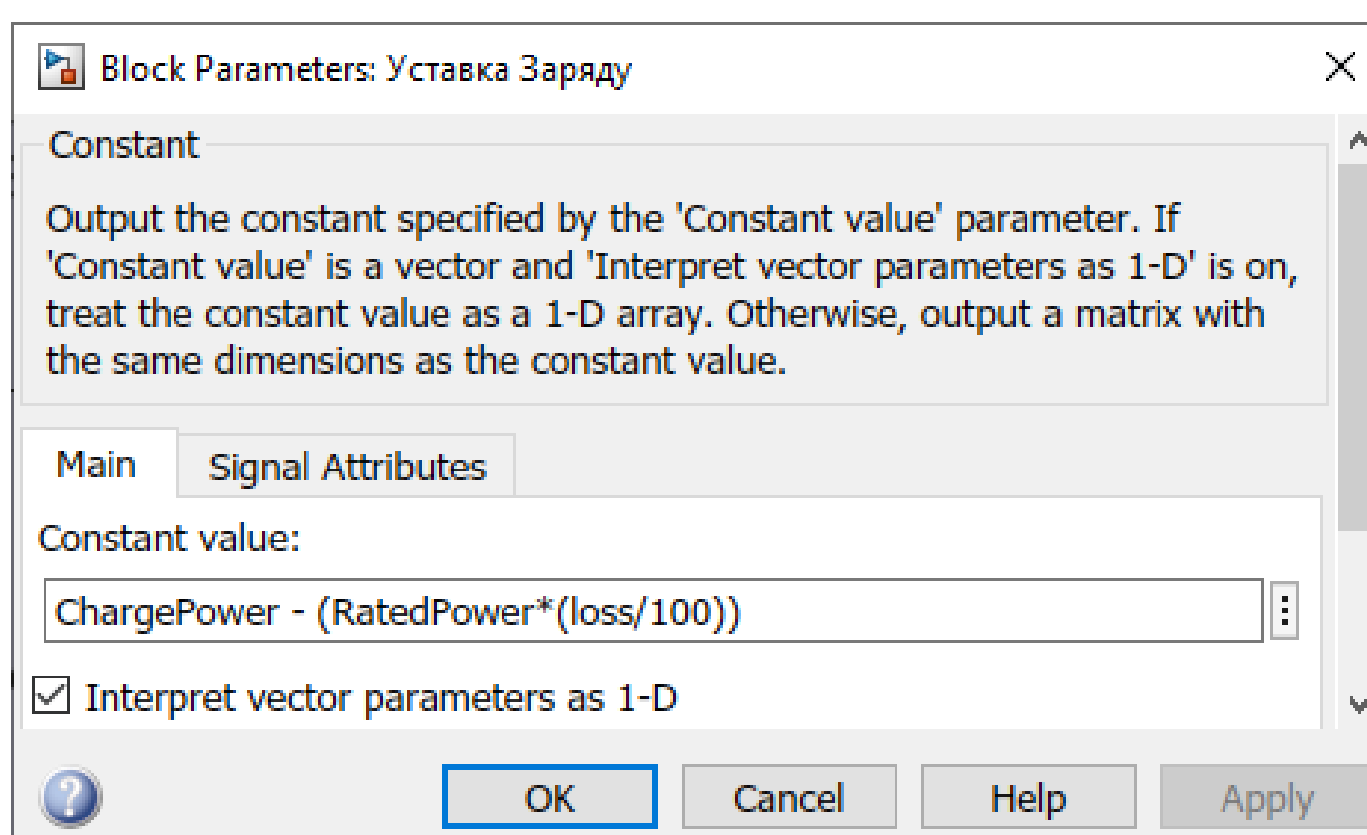 Block Parameters: Уставка Заряду
Constant
Output the constant specified by the 'Constant value' parameter. If
'Constant value' is a vector and 'Interpret vector parameters as 1-D' is on,
treat the constant value as a 1-D array. Otherwise, output a matrix with
the same dimensions as the constant value.
Main Signal Attributes
Constant value:
ChargePower - (RatedPower*(loss/100))
Interpret vector parameters as 1-D
OK Cancel Help Apply